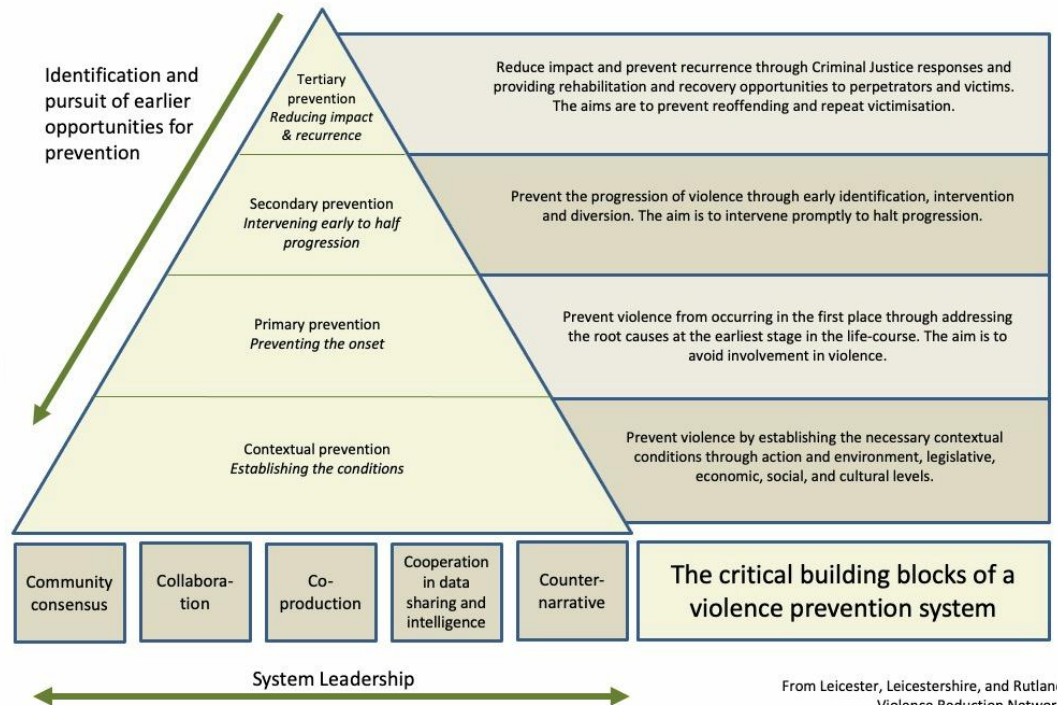 Identification and
pursuit of earlier
opportunities for
prevention
Tertiary
prevention
Reducing impact
& recurrence
Reduce impact and prevent recurrence through Criminal Justice responses and
providing rehabilitation and recovery opportunities to perpetrators and victims.
The aims are to prevent reoffending and repeat victimisation.
Secondary prevention
Intervening early to half
progression
Prevent the progression of violence through early identification, intervention
and diversion. The aim is to intervene promptly to halt progression.
Primary prevention
Preventing the onset
Prevent violence from occurring in the first place through addressing
the root causes at the earliest stage in the life-course. The aim is to
avoid involvement in violence.
Contextual prevention
Establishing the conditions
Prevent violence by establishing the necessary contextual
conditions through action and environment, legislative,
economic, social, and cultural levels.
Community
consensus
Collabora-
tion
Co-
production
Cooperation
in data
sharing and
intelligence
Counter-
narrative
The critical building blocks of a
violence prevention system
System Leadership
From Leicester, Leicestershire, and Rutland
Violence Reduction Network